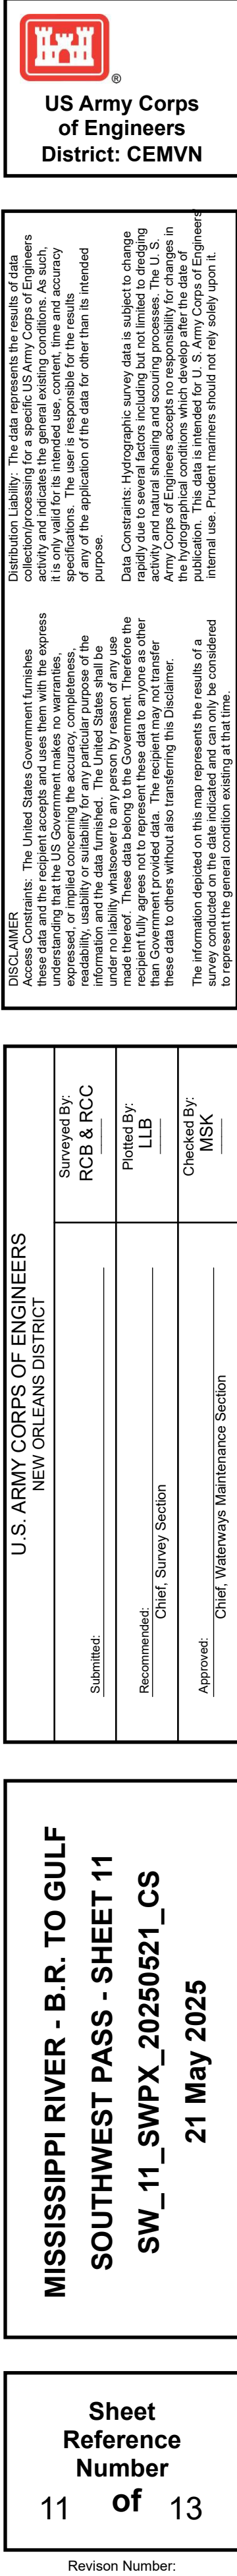 ®
US Army Corps
of Engineers
District: CEMVN
DISCLAIMER
Access Constraints: The United States Government furnishes
these data and the recipient accepts and uses them with the express
understanding that the US Government makes no warranties,
expressed, or implied concerning the accuracy, completeness,
readability, usability or suitability for any particular purpose of the
information and the data furnished. The United States shall be
under no liability whatsoever to any person by reason of any use
made thereof. These data belong to the Government. Therefore the
recipient fully agrees not to represent these data to anyone as other
than Government provided data. The recipient may not transfer
these data to others without also transferring this Disclaimer.
The information depicted on this map represents the results of a
survey conducted on the date indicated and can only be considered
to represent the general condition existing at that time.
Distribution Liability: The data represents the results of data
collection/processing for a specific US Army Corps of Engineers
activity and indicates the general existing conditions. As such,
it is only valid for its intended use, content, time and accuracy
specifications. The user is responsible for the results
of any of the application of the data for other than its intended
purpose.
Data Constraints: Hydrographic survey data is subject to change
rapidly due to several factors including but not limited to dredging
activity and natural shoaling and scouring processes. The U. S.
Army Corps of Engineers accepts no responsibility for changes in
the hydrographical conditions which develop after the date of
publication. This data is intended for U. S. Army Corps of Engineers'
internal use. Prudent mariners should not rely solely upon it.
U.S. ARMY CORPS OF ENGINEERS
NEW ORLEANS DISTRICT
Submitted:
Surveyed By:
RCB & RCC
Recommended:
Chief, Survey Section
Plotted By:
LLB
Approved:
Chief, Waterways Maintenance Section
Checked By:
MSK
MISSISSIPPI RIVER - B.R. TO GULF
SOUTHWEST PASS - SHEET 11
SW_11_SWPX_20250521_CS
21 May 2025
Sheet
Reference
Number
11 of 13
Revison Number: